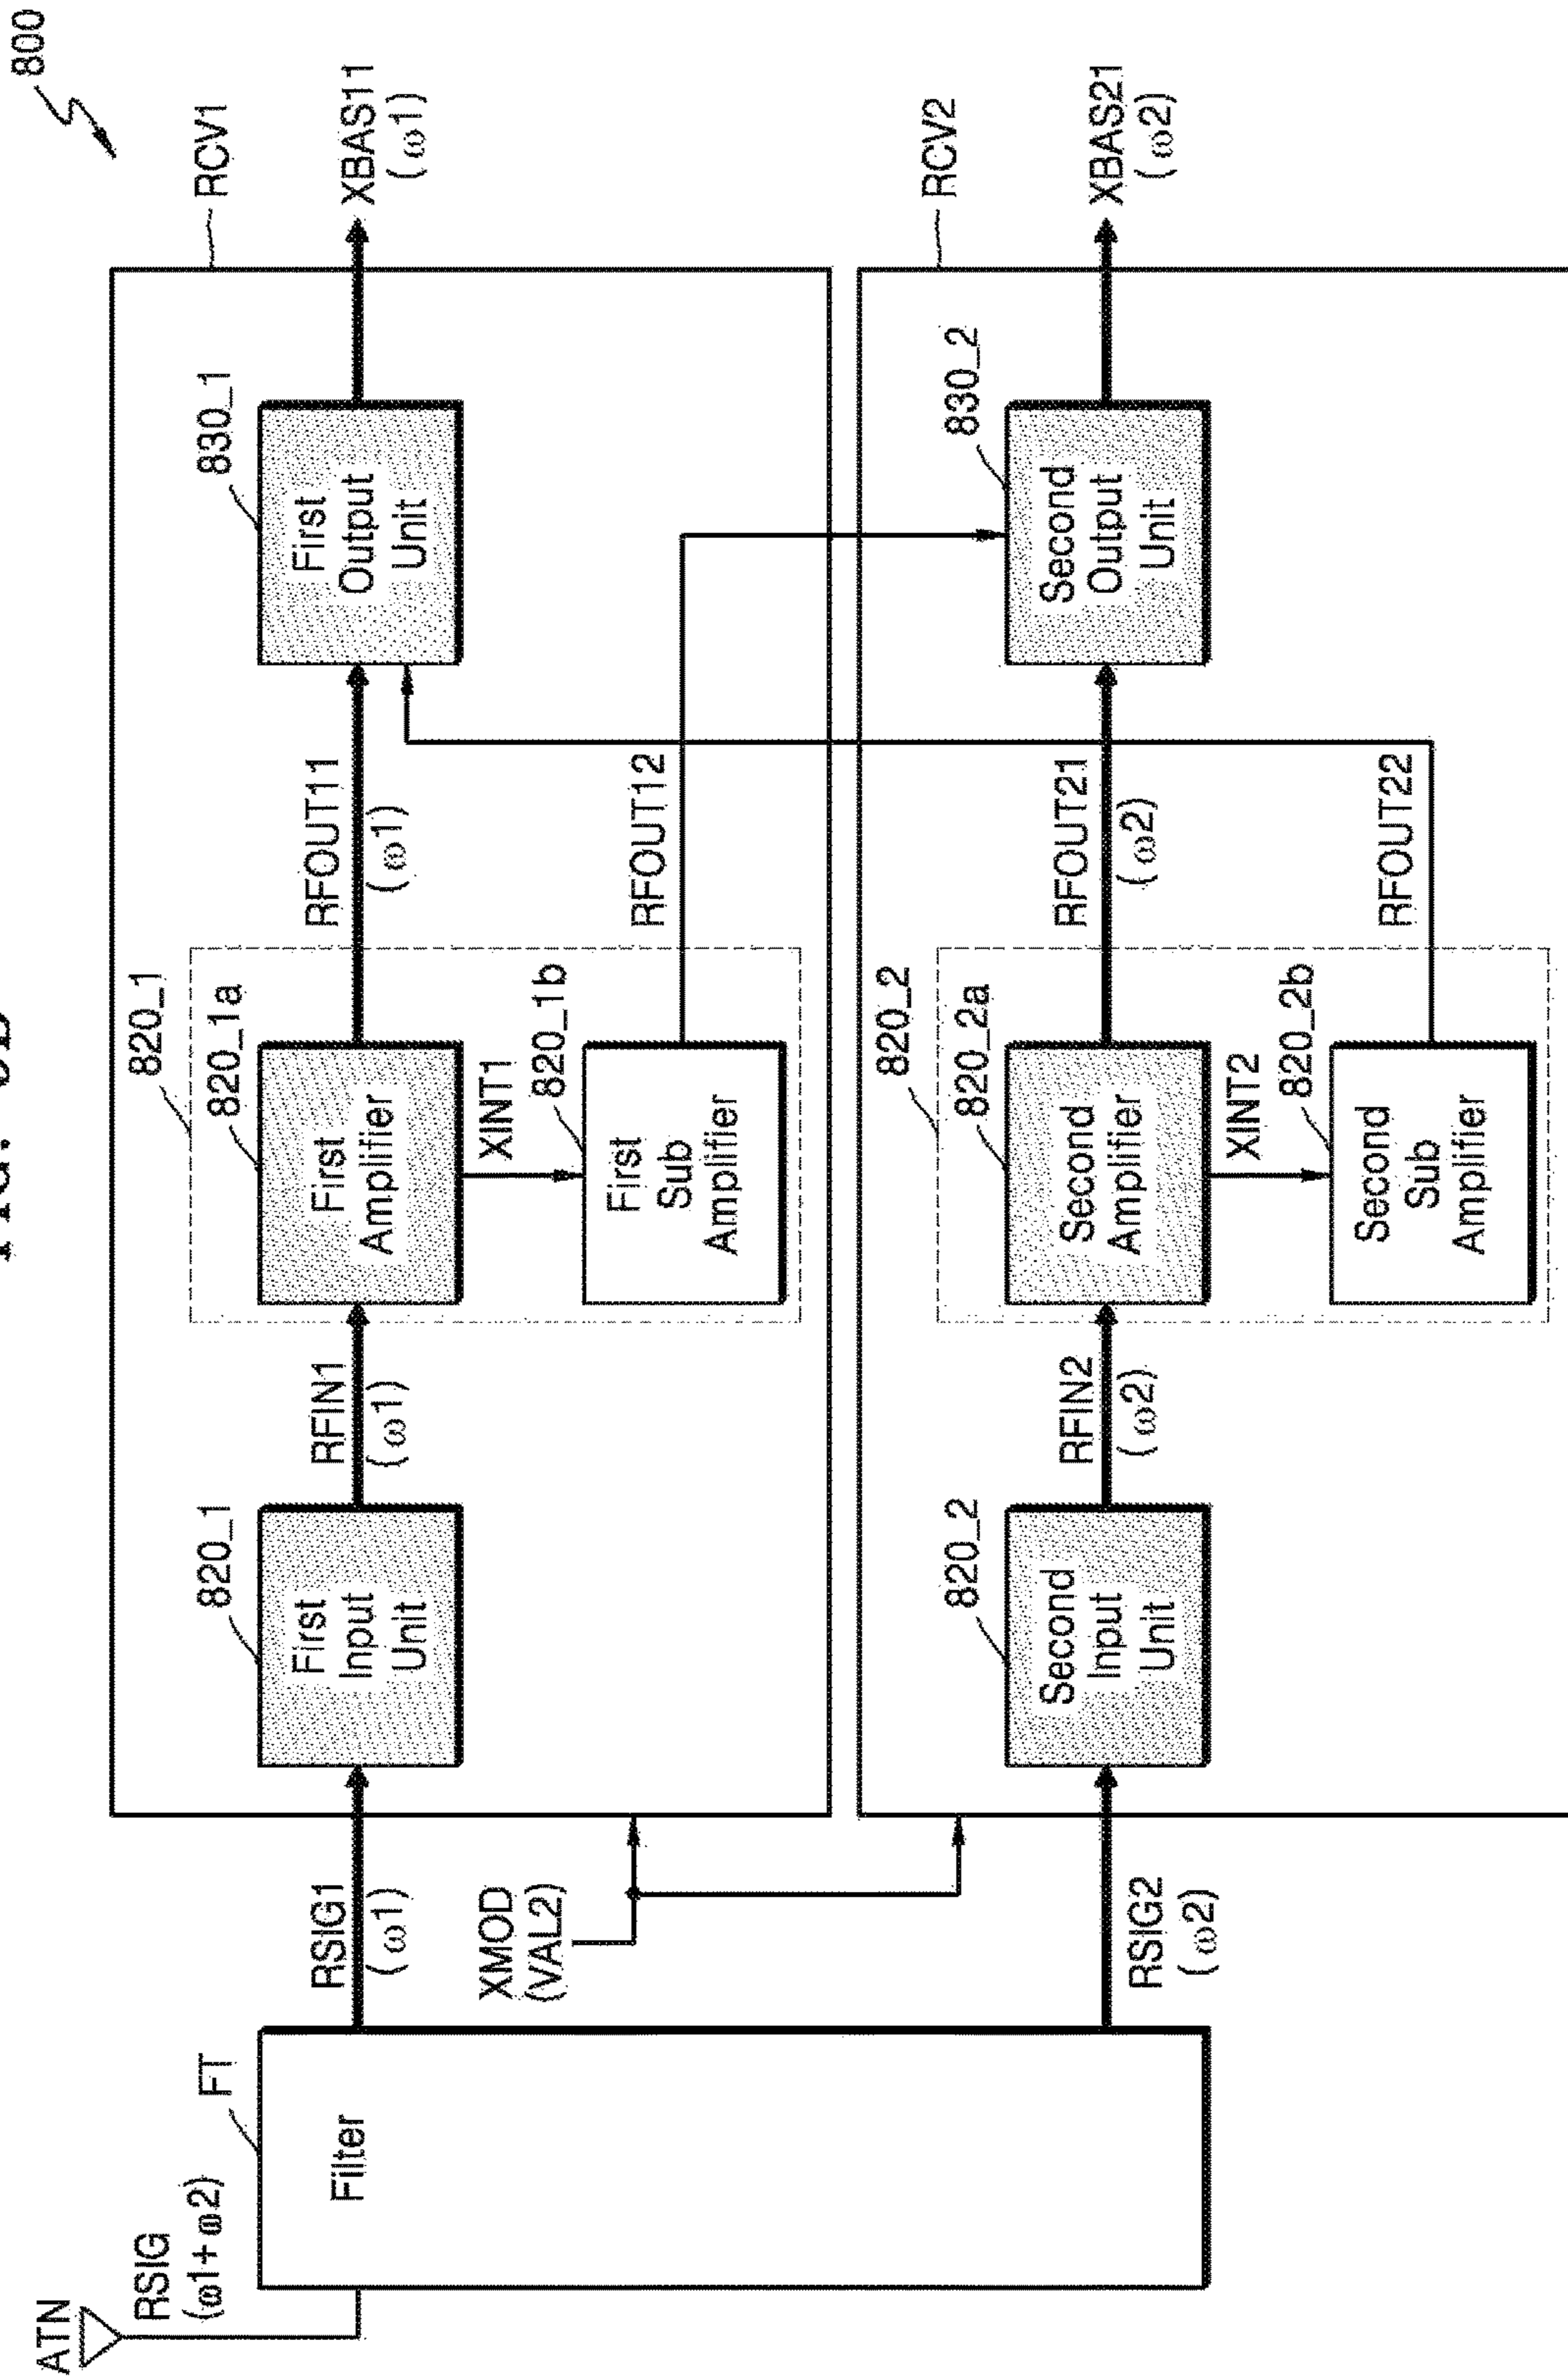 FIG.
800
ATN
RSIG
(ω1+ω2)
FT
Filter
RSIG1
(ω1)
XMOD
(VAL2)
RSIG2
(ω2)
RCV1
820_1
First
Input
Unit
RFIN1
(ω1)
820_1
820_1a
First
Amplifier
XINT1
820_1b
First
Sub
Amplifier
RFOUT11
(ω1)
RFOUT12
830_1
First
Output
Unit
XBAS11
(ω1)
RCV2
820_2
Second
Input
Unit
RFIN2
(ω2)
820_2
820_2a
Second
Amplifier
XINT2
820_2b
Second
Sub
Amplifier
RFOUT21
(ω2)
RFOUT22
830_2
Second
Output
Unit
XBAS21
(ω2)